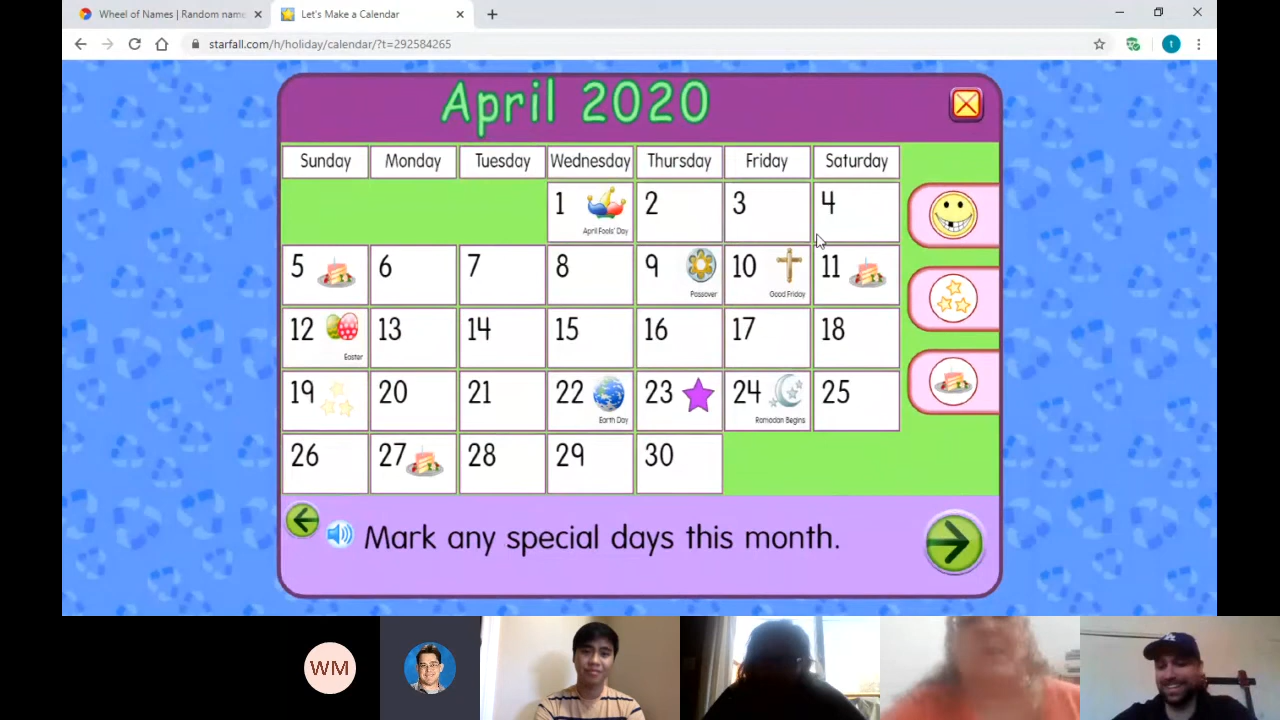 Wheel of Names | Random name
Let's Make a Calendar
starfall.com/h/holiday/calendar/?t=292584265
t
April 2020
Sunday Monday Tuesday Wednesday Thursday Friday Saturday
1 2 3 4
April Fools' Day
5 6 7 8 9 10 11
Passover Good Friday
12 13 14 15 16 17 18
Easter
19 20 21 22 23 24 25
Earth Day Ramadan Begins
26 27 28 29 30
Mark any special days this month.
WM
LA